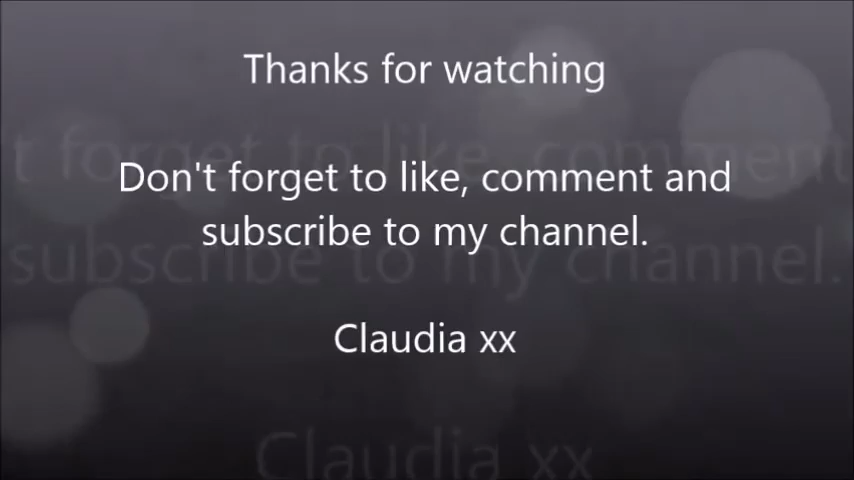 Thanks for watching
Don't forget to like, comment and
subscribe to my channel.
Claudia xx